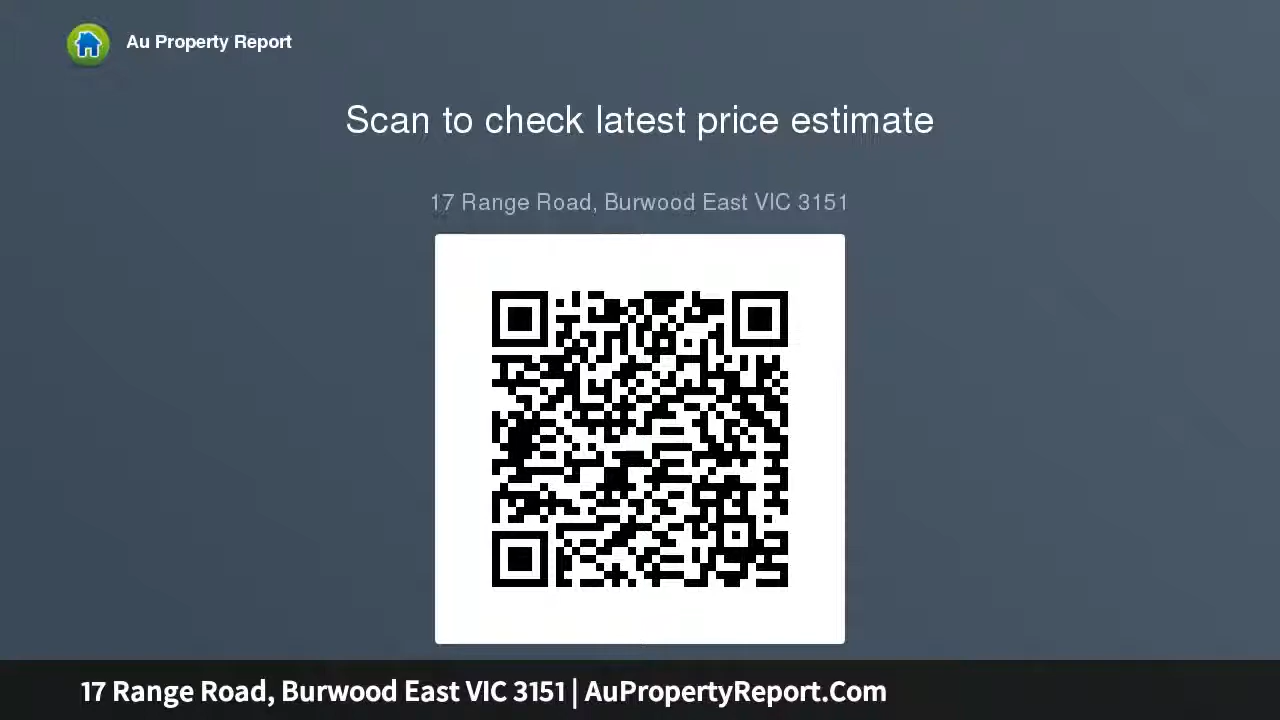 Au Property Report
Scan to check latest price estimate
17 Range Road, Burwood East VIC 3151
17 Range Road, Burwood East VIC 3151 | AuPropertyReport.Com